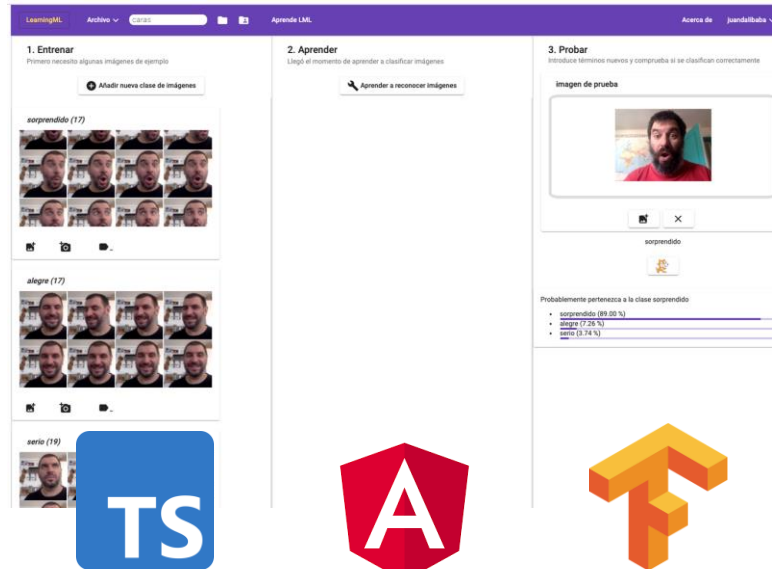 LearningML
Archivo
caras
Aprende LML
Acerca de
juandalibaba
1. Entrenar
Primero necesito algunas imágenes de ejemplo
Añadir nueva clase de imágenes
sorprendido (17)
alegre (17)
serio (19)
2. Aprender
Llegó el momento de aprender a clasificar imágenes
Aprender a reconocer imágenes
3. Probar
Introduce términos nuevos y comprueba si se clasifican correctamente
imagen de prueba
sorprendido
Probablemente pertenezca a la clase sorprendido
sorprendido (89.00 %)
alegre (7.26 %)
serio (3.74 %)
TS
A